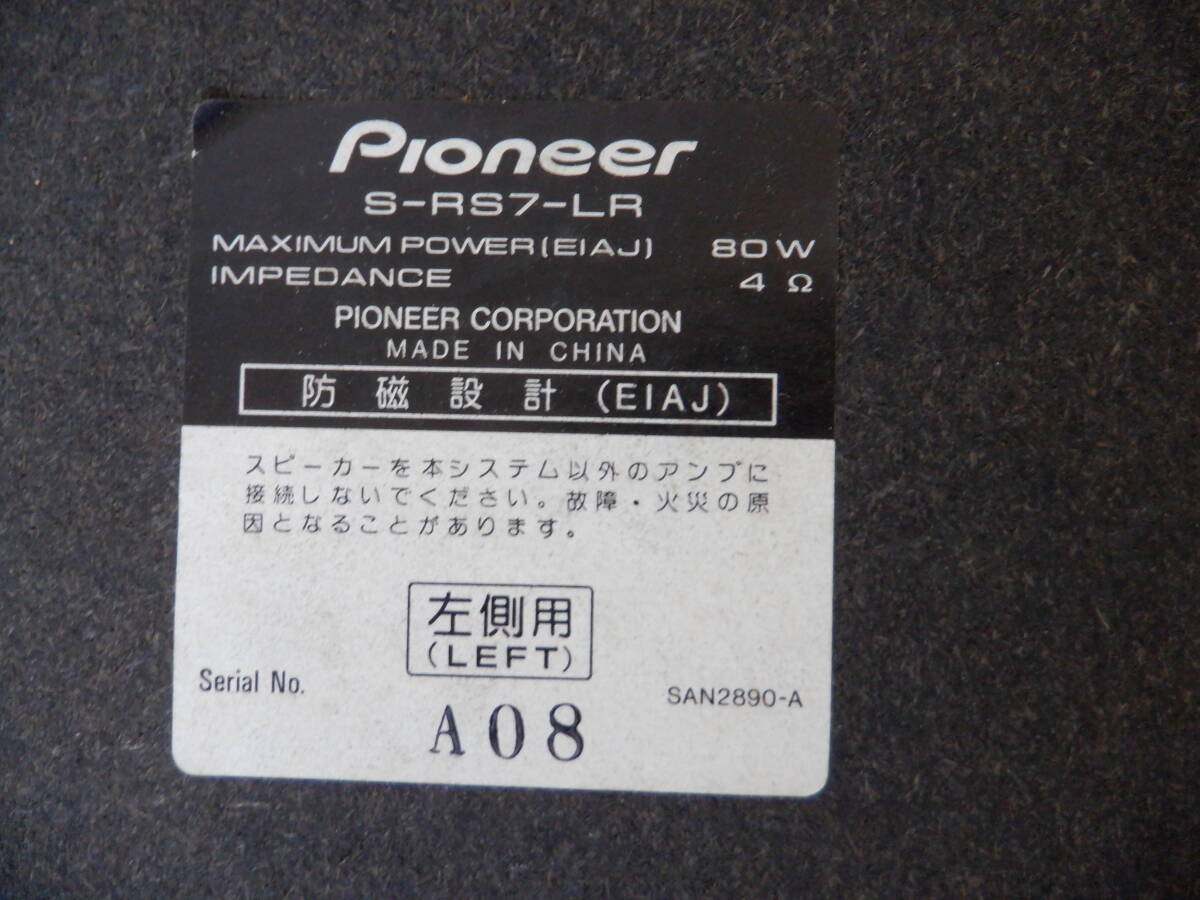 Pioneer
S-RS7-LR
MAXIMUM POWER(EIAJ) 80W
IMPEDANCE 4 Ω
PIONEER CORPORATION
MADE IN CHINA
防磁設計 (EIAJ)
スピーカーを本システム以外のアンプに
接続しないでください。故障・火災の原
因となることがあります。
左側用
(LEFT)
Serial No.
SAN2890-A
A08